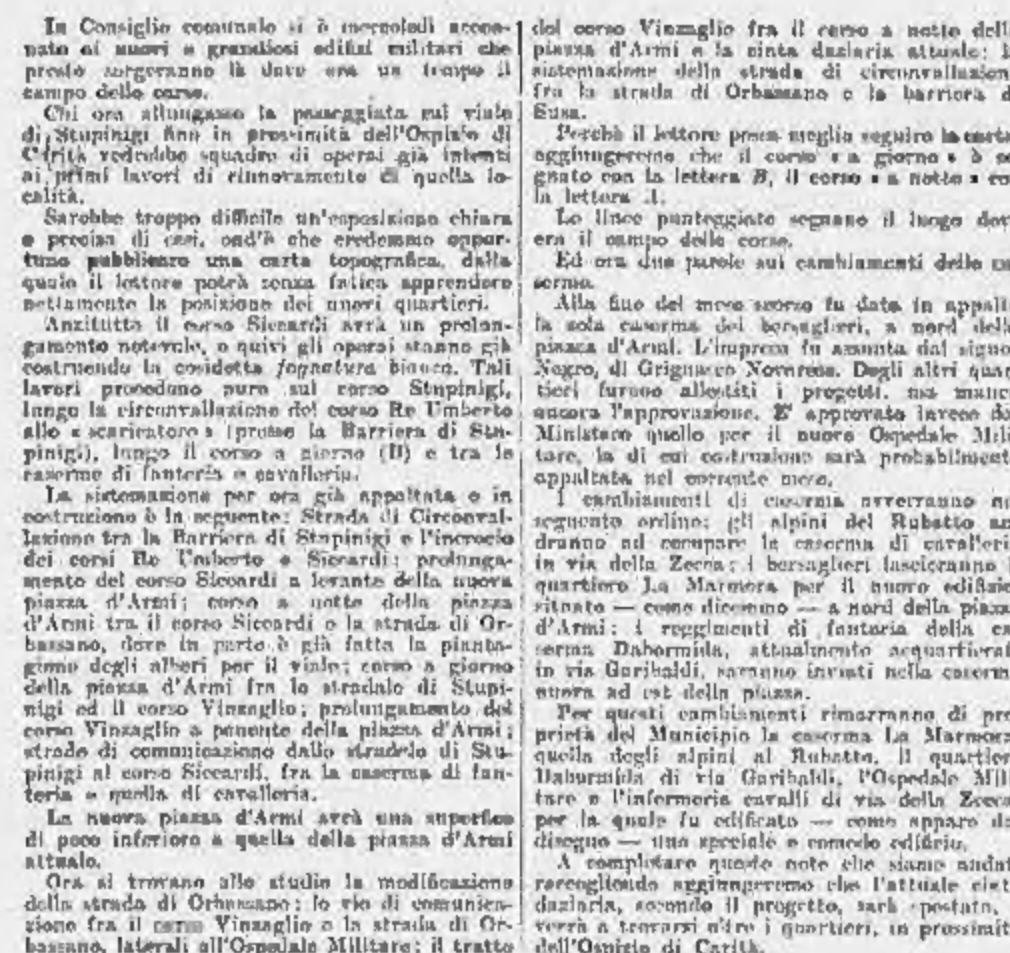 In Consiglio comunale si è mercoledì accen-
nato ai nuovi e grandiosi edifizi militari che
presto sorgeranno là dove era un tempo il
campo delle corse.
Chi ora allungasse la passeggiata sul viale
di Stupinigi fino in prossimità dell'Ospizio di
Carità vedrebbe squadre di operai già intenti
ai primi lavori di rinnovamento di quella lo-
calità.
Sarebbe troppo difficile un'esposizione chiara
e precisa di essi, ond'è che credemmo oppor-
tuno pubblicare una carta topografica, dalla
quale il lettore potrà senza fatica apprendere
nettamente la posizione dei nuovi quartieri.
Anzitutto il corso Siccardi avrà un prolun-
gamento notevole, e quivi gli operai stanno già
costruendo la cosidetta fognatura bianca. Tali
lavori procedono pure sul corso Stupinigi,
lungo la circonvallazione del corso Re Umberto
allo « scaricatore » (presso la Barriera di Stu-
pinigi), lungo il corso a giorno (B) e tra le
caserme di fanteria e cavalleria.
La sistemazione per ora già appaltata e in
costruzione è la seguente: Strada di Circonval-
lazione tra la Barriera di Stupinigi e l'incrocio
dei corsi Re Umberto e Siccardi; prolunga-
mento del corso Siccardi a levante della nuova
piazza d'Armi; corso a notte della piazza
d'Armi tra il corso Siccardi e la strada di Or-
bassano, dove in parte è già fatta la pianta-
gione degli alberi per il viale; corso a giorno
della piazza d'Armi fra lo stradale di Stupi-
nigi ed il corso Vinzaglio; prolungamento del
corso Vinzaglio a ponente della piazza d'Armi;
strade di comunicazione dallo stradale di Stu-
pinigi al corso Siccardi, fra la caserma di fan-
teria e quella di cavalleria.
La nuova piazza d'Armi avrà una superfice
di poco inferiore a quella della piazza d'Armi
attuale.
Ora si trovano allo studio la modificazione
della strada di Orbassano; le vie di comunica-
zione fra il corso Vinzaglio e la strada di Or-
bassano, laterali all'Ospedale Militare; il tratto
del corso Vinzaglio fra il corso a notte dell
piazza d'Armi e la cinta daziaria attuale; l
sistemazione della strada di circonvallazion
fra la strada di Orbassano e la barriera d
Susa.
Perchè il lettore possa meglio seguire la carta
aggiungeremo che il corso « a giorno » è se
gnato con la lettera B, il corso « a notte » co
la lettera A.
Le linee punteggiate segnano il luogo dov
era il campo delle corse.
Ed ora due parole sui cambiamenti delle ca
serme.
Alla fine del mese scorso fu data in appalt
la sola caserma dei bersaglieri, a nord dell
piazza d'Armi. L'impresa fu assunta dal signo
Negro, di Grignasco Novarese. Degli altri quar
tieri furono allestiti i progetti, ma manc
ancora l'approvazione. E' approvato invece da
Ministero quello per il nuovo Ospedale Mili
tare, la di cui costruzione sarà probabilment
appaltata nel corrente mese.
I cambiamenti di caserma avverranno ne
seguente ordine: gli alpini del Rubatto an
dranno ad occupare la caserma di cavalleri
in via della Zecca; i bersaglieri lascieranno i
quartiere La Marmora per il nuovo edifizio
situato — come dicemmo — a nord della piazz
d'Armi; i reggimenti di fanteria della ca
serma Dabormida, attualmente acquartierat
in via Garibaldi, saranno inviati nella caserm
nuova ad est della piazza.
Per questi cambiamenti rimarranno di pro
prietà del Municipio la caserma La Marmora
quella degli alpini al Rubatto, il quartier
Dabormida di via Garibaldi, l'Ospedale Mili
tare e l'infermeria cavalli di via della Zecca
per la quale fu edificato — come appare da
disegno — uno speciale e comodo edifizio.
A completare queste note che siamo andat
raccogliendo aggiungeremo che l'attuale cint
daziaria, secondo il progetto, sarà spostata,
verrà a trovarsi oltre i quartieri, in prossimit
dell'Ospizio di Carità.